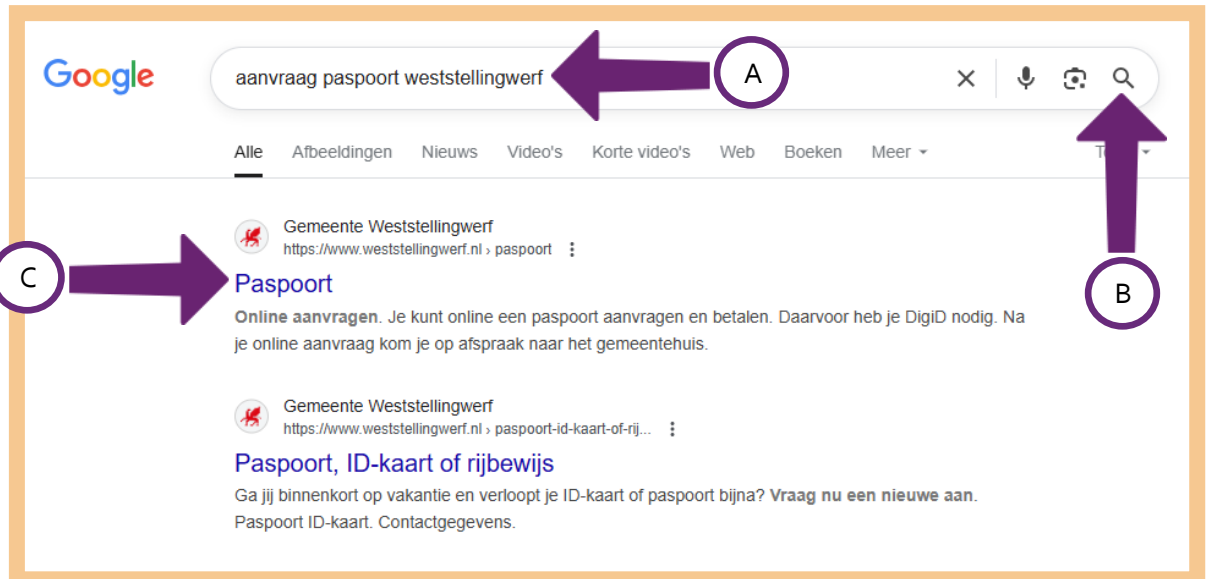 Google
aanvraag paspoort weststellingwerf
A
Alle Afbeeldingen Nieuws Video's Korte video's Web Boeken Meer
B
Gemeente Weststellingwerf
https://www.weststellingwerf.nl › paspoort
C
Paspoort
Online aanvragen. Je kunt online een paspoort aanvragen en betalen. Daarvoor heb je DigiD nodig. Na
je online aanvraag kom je op afspraak naar het gemeentehuis.
Gemeente Weststellingwerf
https://www.weststellingwerf.nl › paspoort-id-kaart-of-rij...
Paspoort, ID-kaart of rijbewijs
Ga jij binnenkort op vakantie en verloopt je ID-kaart of paspoort bijna? Vraag nu een nieuwe aan.
Paspoort ID-kaart. Contactgegevens.